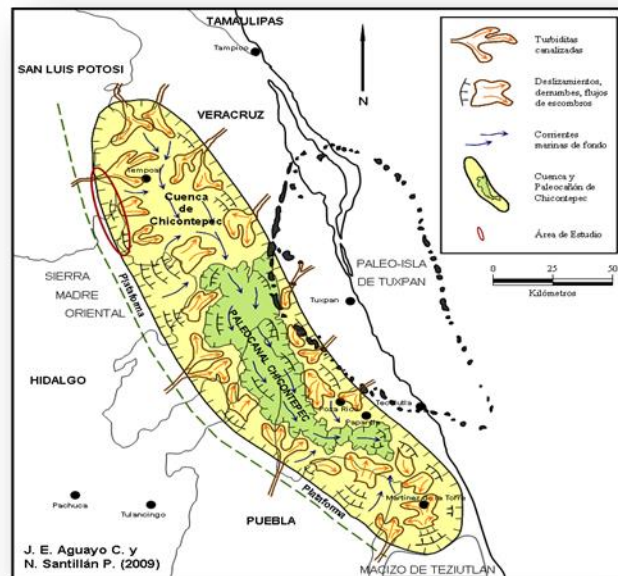 TAMAULIPAS
Tampico
SAN LUIS POTOSI
VERACRUZ
N
Tempoal
Cuenca
de
Chicontepec
SIERRA
MADRE
ORIENTAL
Plataforma
PALEO-ISLA
DE TUXPAN
Tuxpan
PALEOCANAL CHICONTEPEC
HIDALGO
Poza Rica
Papantla
Tecolutla
Pachuca
Tulancingo
Plataforma
Martinez de la Torre
PUEBLA
MACIZO DE TEZIUTLAN
J. E. Aguayo C. y
N. Santillán P. (2009)
Turbiditas
canalizadas
Deslizamientos,
derrumbes, flujos
de escombros
Corrientes
marinas de fondo
Cuenca y
Paleocañón de
Chicontepec
Área de Estudio
0 25 50
Kilómetros